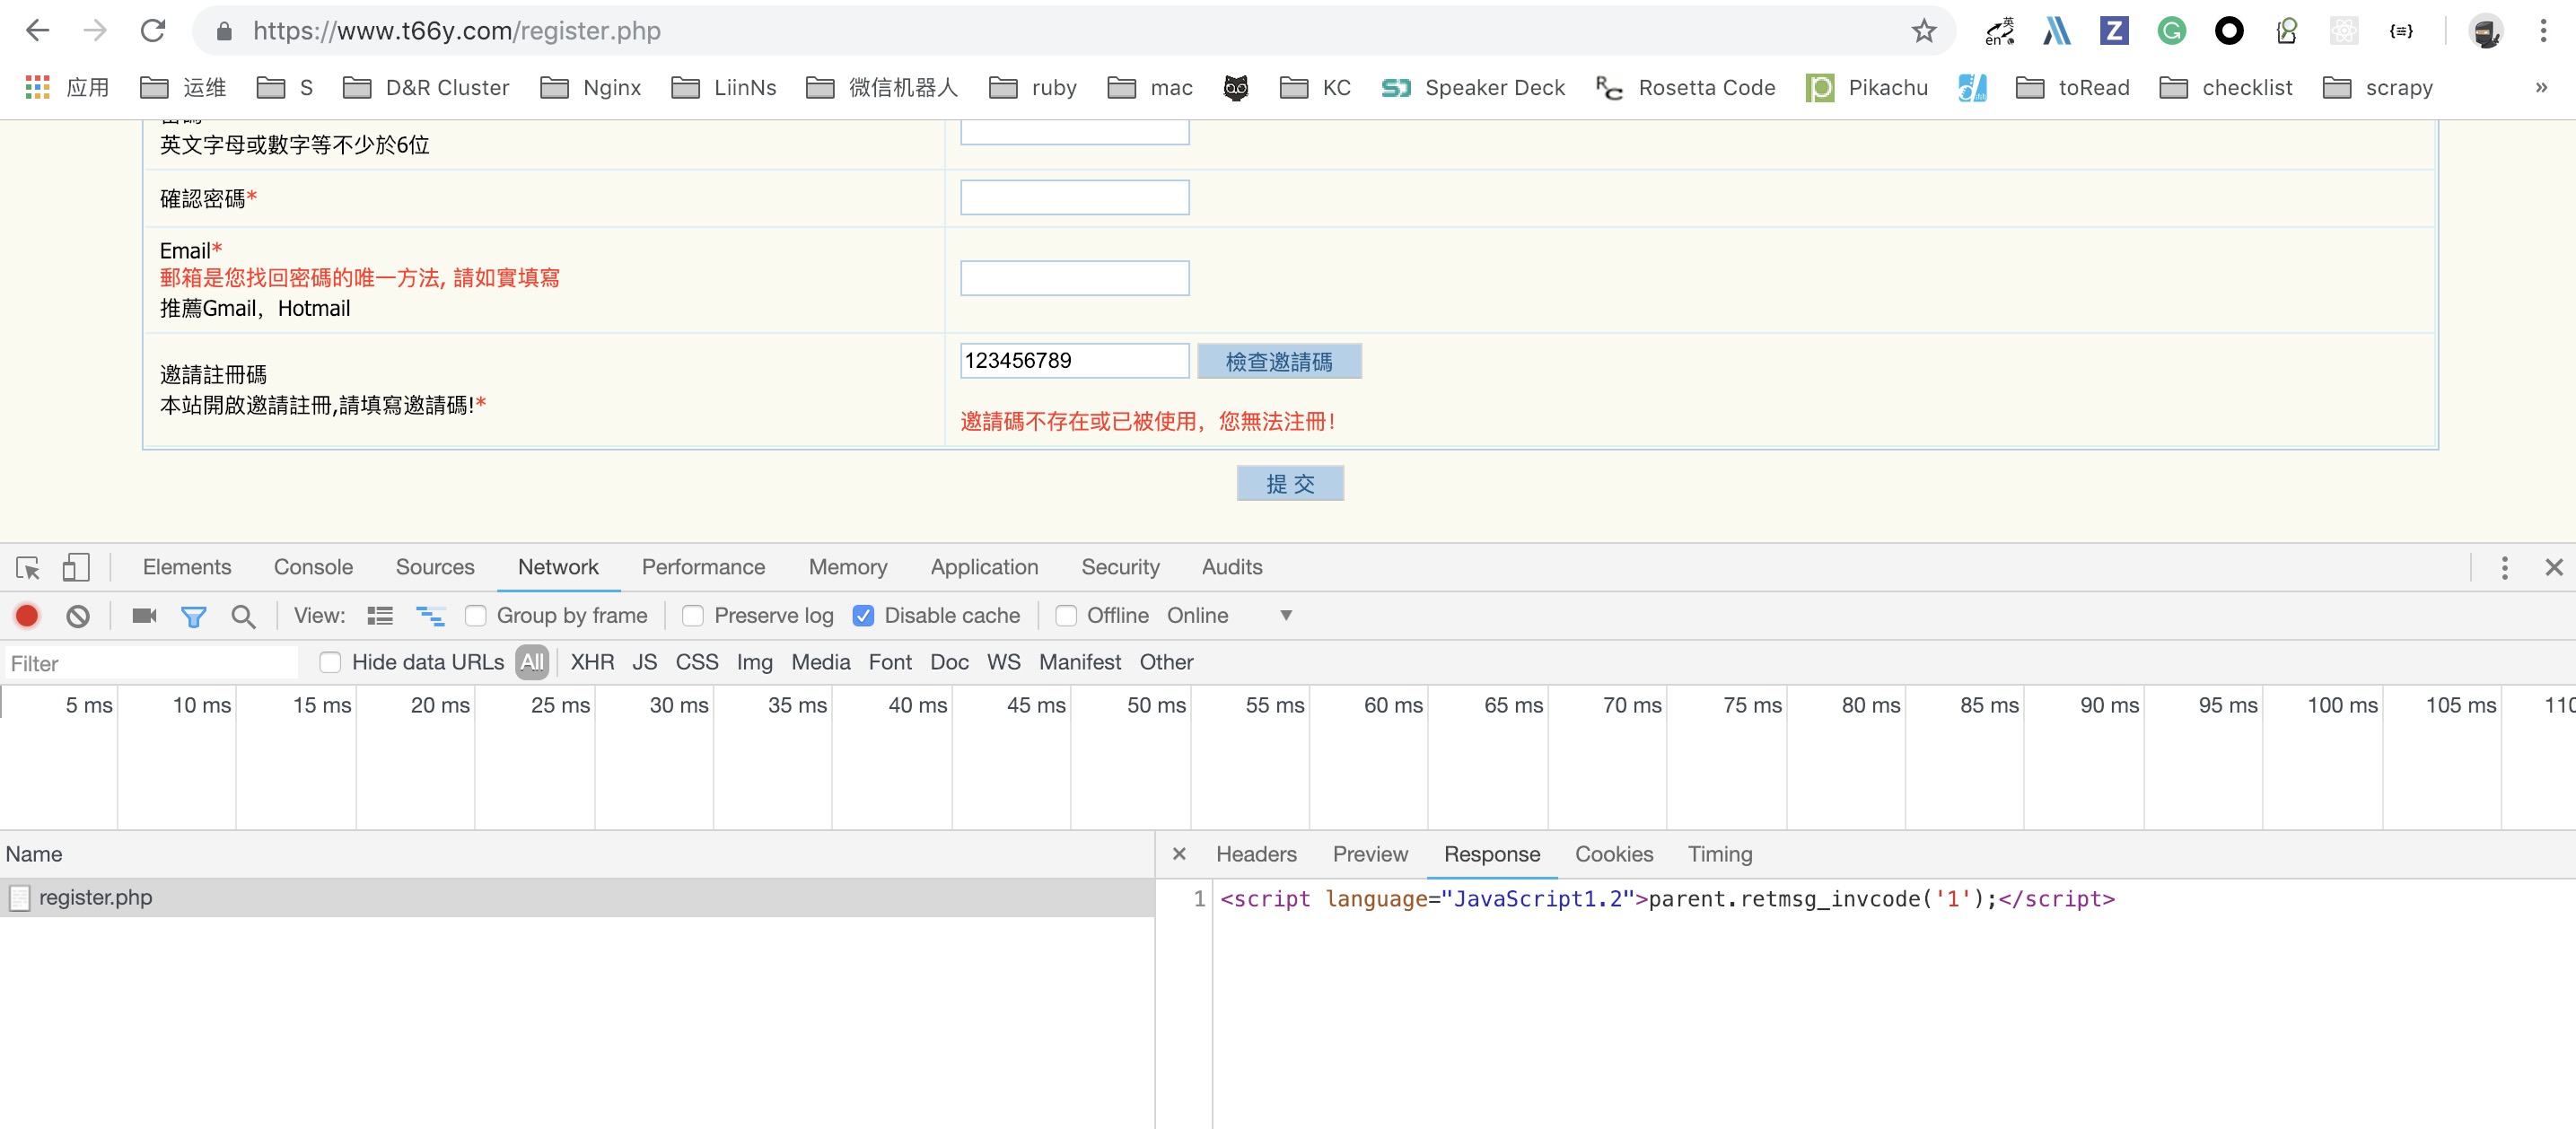 https://www.t66y.com/register.php
应用 运维 S D&R Cluster Nginx LiinNs 微信机器人 ruby mac KC Speaker Deck Rosetta Code Pikachu toRead checklist scrapy »
英文字母或數字等不少於6位
確認密碼*
Email*
郵箱是您找回密碼的唯一方法, 請如實填寫
推薦Gmail，Hotmail
邀請註冊碼
本站開啟邀請註冊,請填寫邀請碼!*
123456789 檢查邀請碼
邀請碼不存在或已被使用，您無法注冊!
提 交
Elements Console Sources Network Performance Memory Application Security Audits
View: Group by frame Preserve log Disable cache Offline Online
Filter Hide data URLs All XHR JS CSS Img Media Font Doc WS Manifest Other
5 ms 10 ms 15 ms 20 ms 25 ms 30 ms 35 ms 40 ms 45 ms 50 ms 55 ms 60 ms 65 ms 70 ms 75 ms 80 ms 85 ms 90 ms 95 ms 100 ms 105 ms 110
Name
register.php
Headers Preview Response Cookies Timing
1 <script language="JavaScript1.2">parent.retmsg_invcode('1');</script>